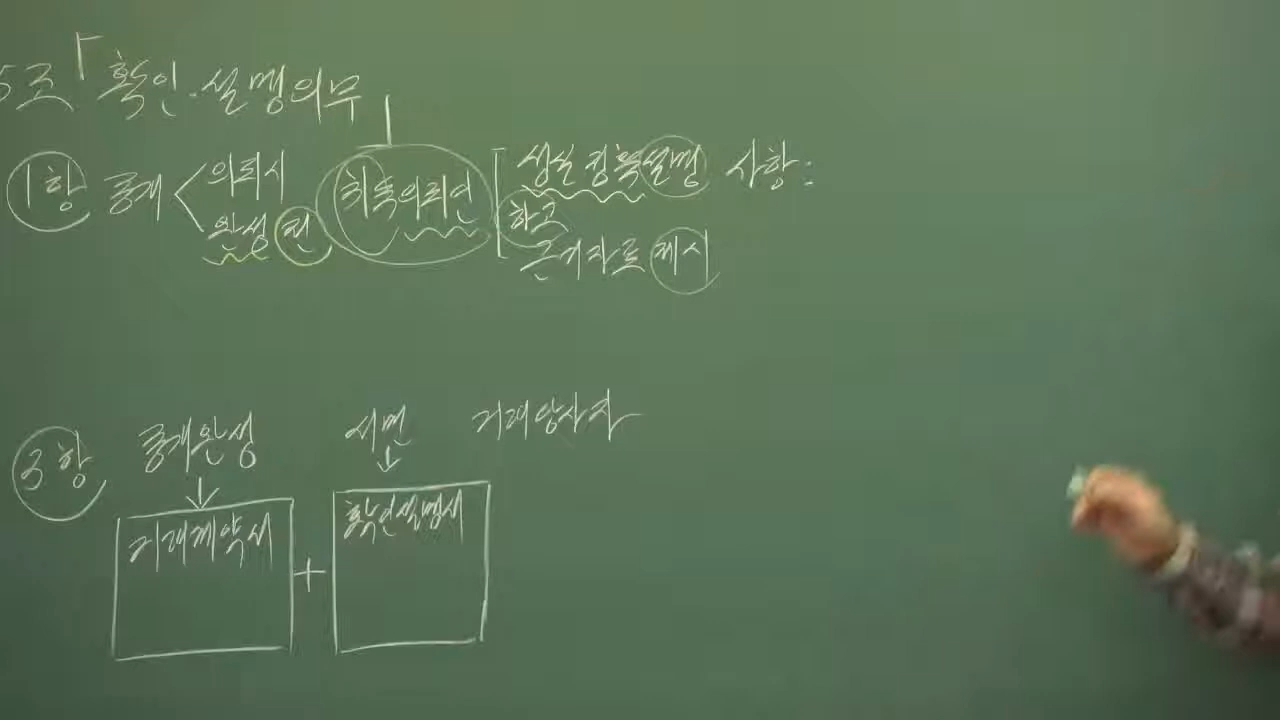 5조 「확인·설명의무
1항 중개 < 의뢰시 취득의뢰인 [ 성실 정확 설명 사항:
완성 전 하고
근거자료 제시
3항 중개완성 서면 거래당사자
↓ ↓
거래계약서 + 확인설명서